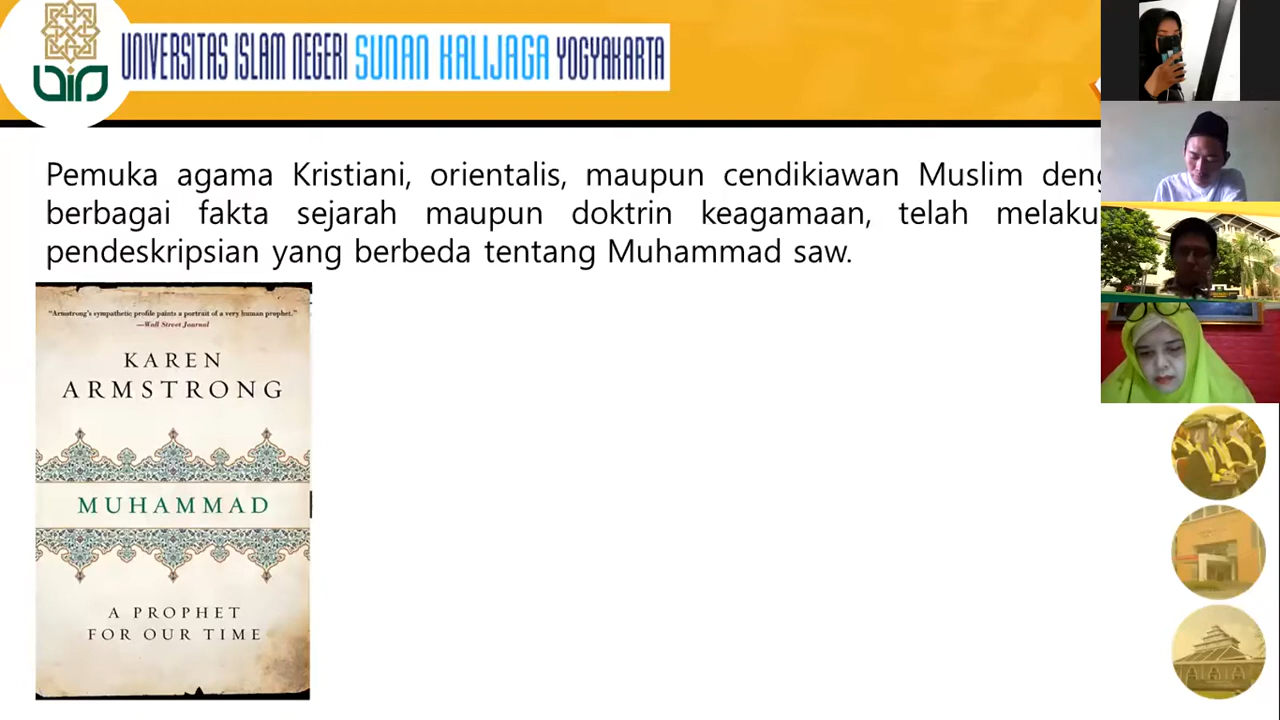 UNIVERSITAS ISLAM NEGERI SUNAN KALIJAGA YOGYAKARTA
Pemuka agama Kristiani, orientalis, maupun cendikiawan Muslim
berbagai fakta sejarah maupun doktrin keagamaan, telah
pendeskripsian yang berbeda tentang Muhammad saw.
"Armstrong's sympathetic profile paints a portrait of a very human prophet."
—Wall Street Journal
KAREN
ARMSTRONG
MUHAMMAD
A PROPHET
FOR OUR TIME